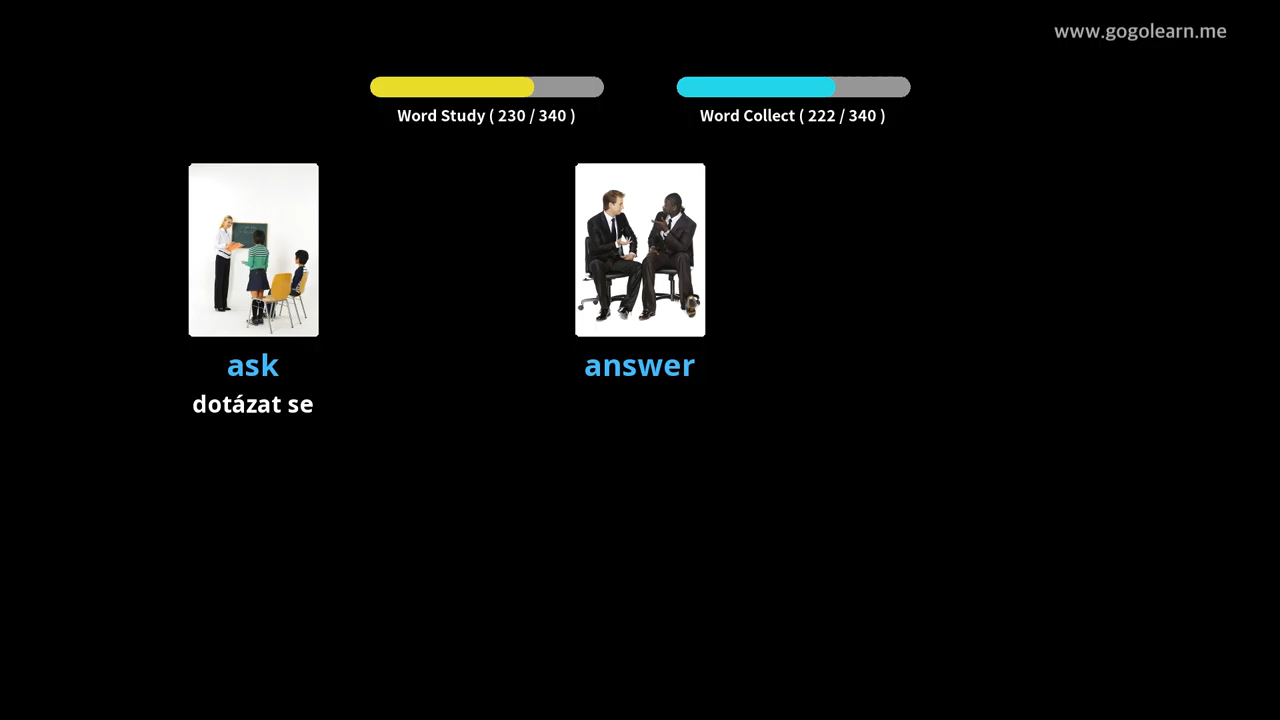 www.gogolearn.me
Word Study ( 230 / 340 )
Word Collect ( 222 / 340 )
ask
answer
dotázat se